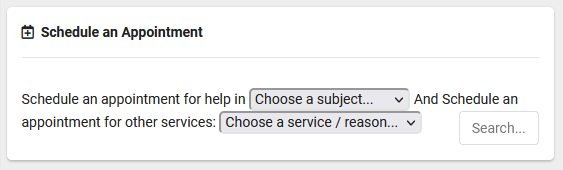 Schedule an Appointment
Schedule an appointment for help in Choose a subject... And Schedule an
appointment for other services: Choose a service / reason... Search...